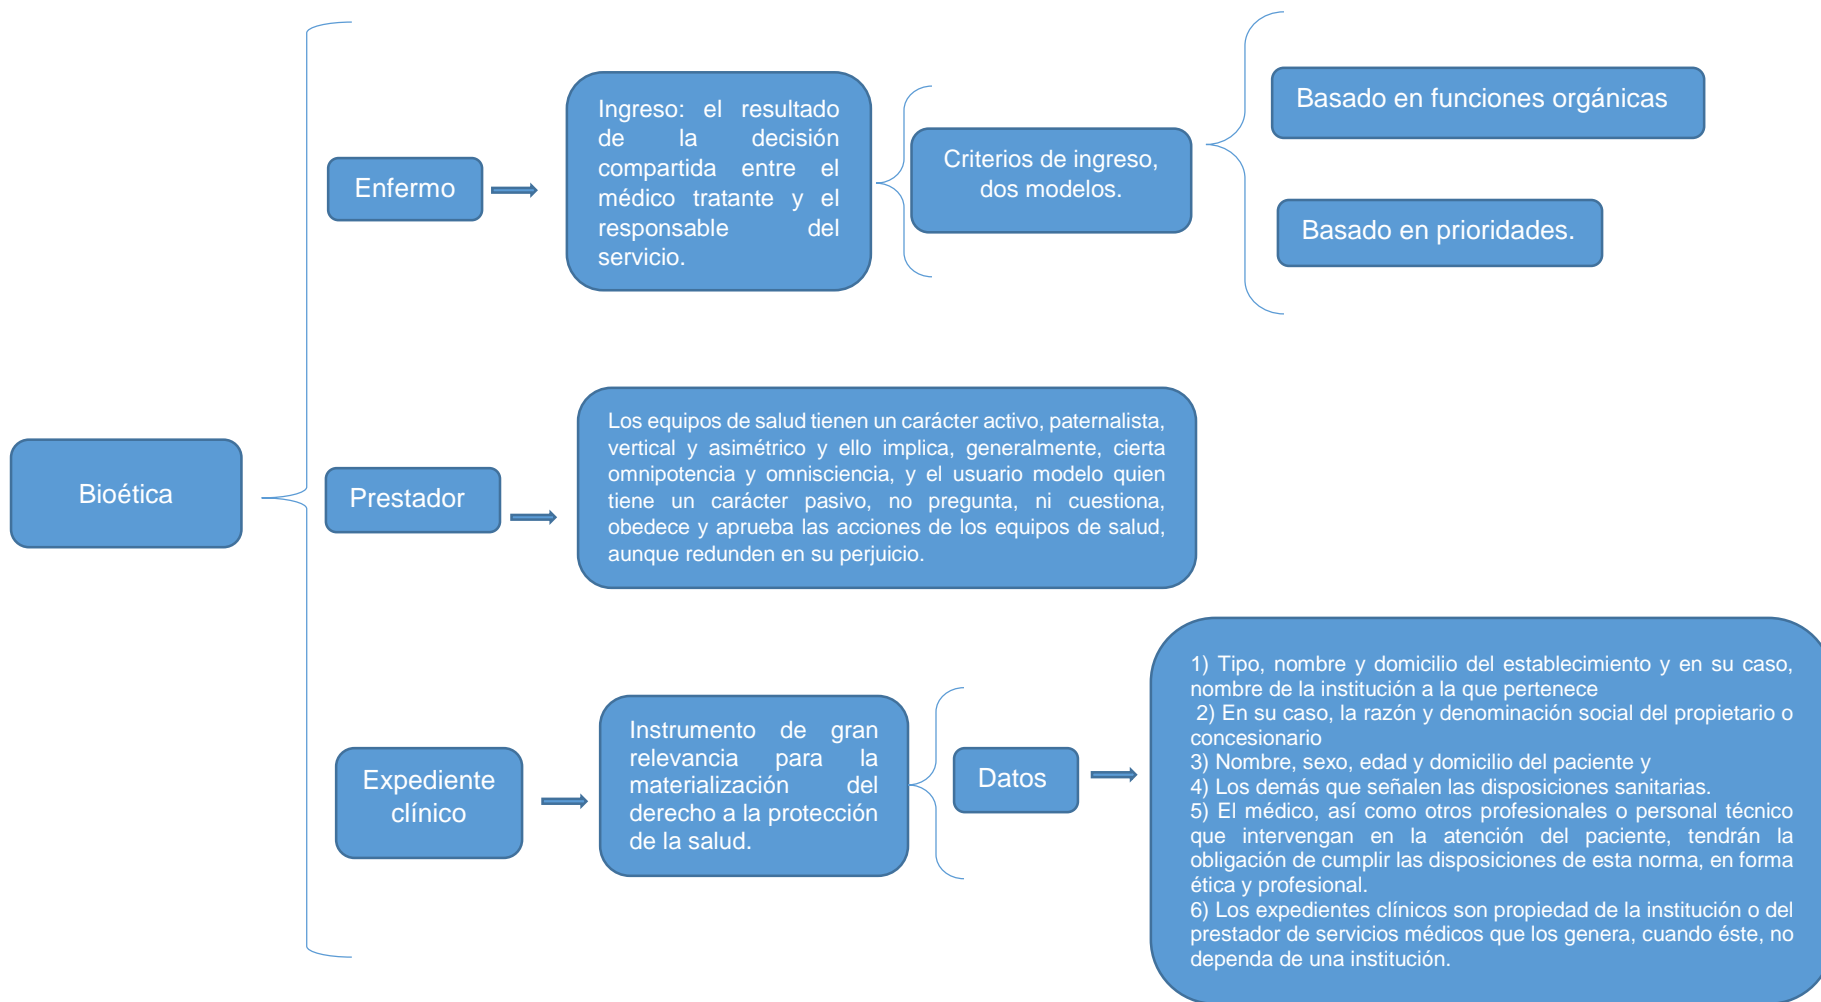 Bioética
Enfermo
Ingreso: el resultado
de la decisión
compartida entre el
médico tratante y el
responsable del
servicio.
Criterios de ingreso,
dos modelos.
Basado en funciones orgánicas
Basado en prioridades.
Prestador
Los equipos de salud tienen un carácter activo, paternalista,
vertical y asimétrico y ello implica, generalmente, cierta
omnipotencia y omnisciencia, y el usuario modelo quien
tiene un carácter pasivo, no pregunta, ni cuestiona,
obedece y aprueba las acciones de los equipos de salud,
aunque redunden en su perjuicio.
Expediente
clínico
Instrumento de gran
relevancia para la
materialización del
derecho a la protección
de la salud.
Datos
1) Tipo, nombre y domicilio del establecimiento y en su caso,
nombre de la institución a la que pertenece
2) En su caso, la razón y denominación social del propietario o
concesionario
3) Nombre, sexo, edad y domicilio del paciente y
4) Los demás que señalen las disposiciones sanitarias.
5) El médico, así como otros profesionales o personal técnico
que intervengan en la atención del paciente, tendrán la
obligación de cumplir las disposiciones de esta norma, en forma
ética y profesional.
6) Los expedientes clínicos son propiedad de la institución o del
prestador de servicios médicos que los genera, cuando éste, no
dependa de una institución.